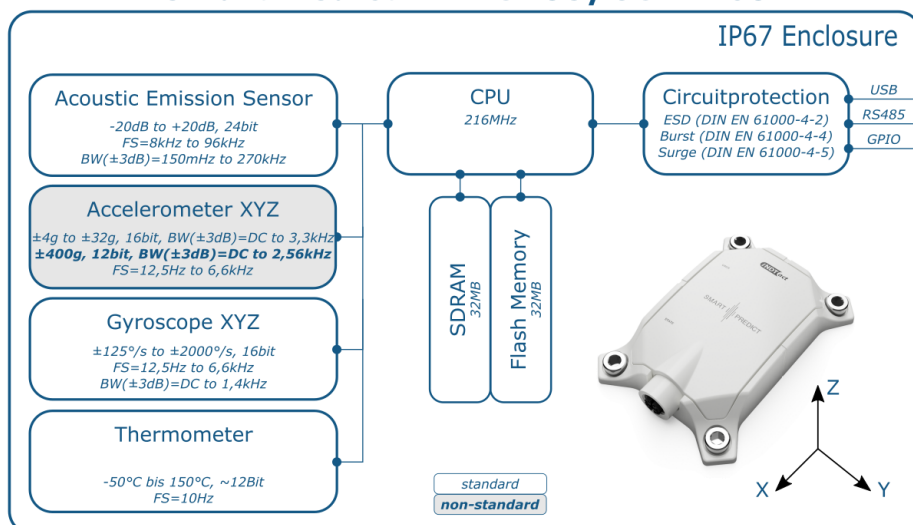 IP67 Enclosure
Acoustic Emission Sensor
-20dB to +20dB, 24bit
FS=8kHz to 96kHz
BW(±3dB)=150mHz to 270kHz
Accelerometer XYZ
±4g to ±32g, 16bit, BW(±3dB)=DC to 3,3kHz
±400g, 12bit, BW(±3dB)=DC to 2,56kHz
FS=12,5Hz to 6,6kHz
Gyroscope XYZ
±125°/s to ±2000°/s, 16bit
FS=12,5Hz to 6,6kHz
BW(±3dB)=DC to 1,4kHz
Thermometer
-50°C bis 150°C, ~12Bit
FS=10Hz
CPU
216MHz
SDRAM
32MB
Flash Memory
32MB
Circuitprotection
ESD (DIN EN 61000-4-2)
Burst (DIN EN 61000-4-4)
Surge (DIN EN 61000-4-5)
USB
RS485
GPIO
SMART PREDICT
Z
X
Y
standard
non-standard